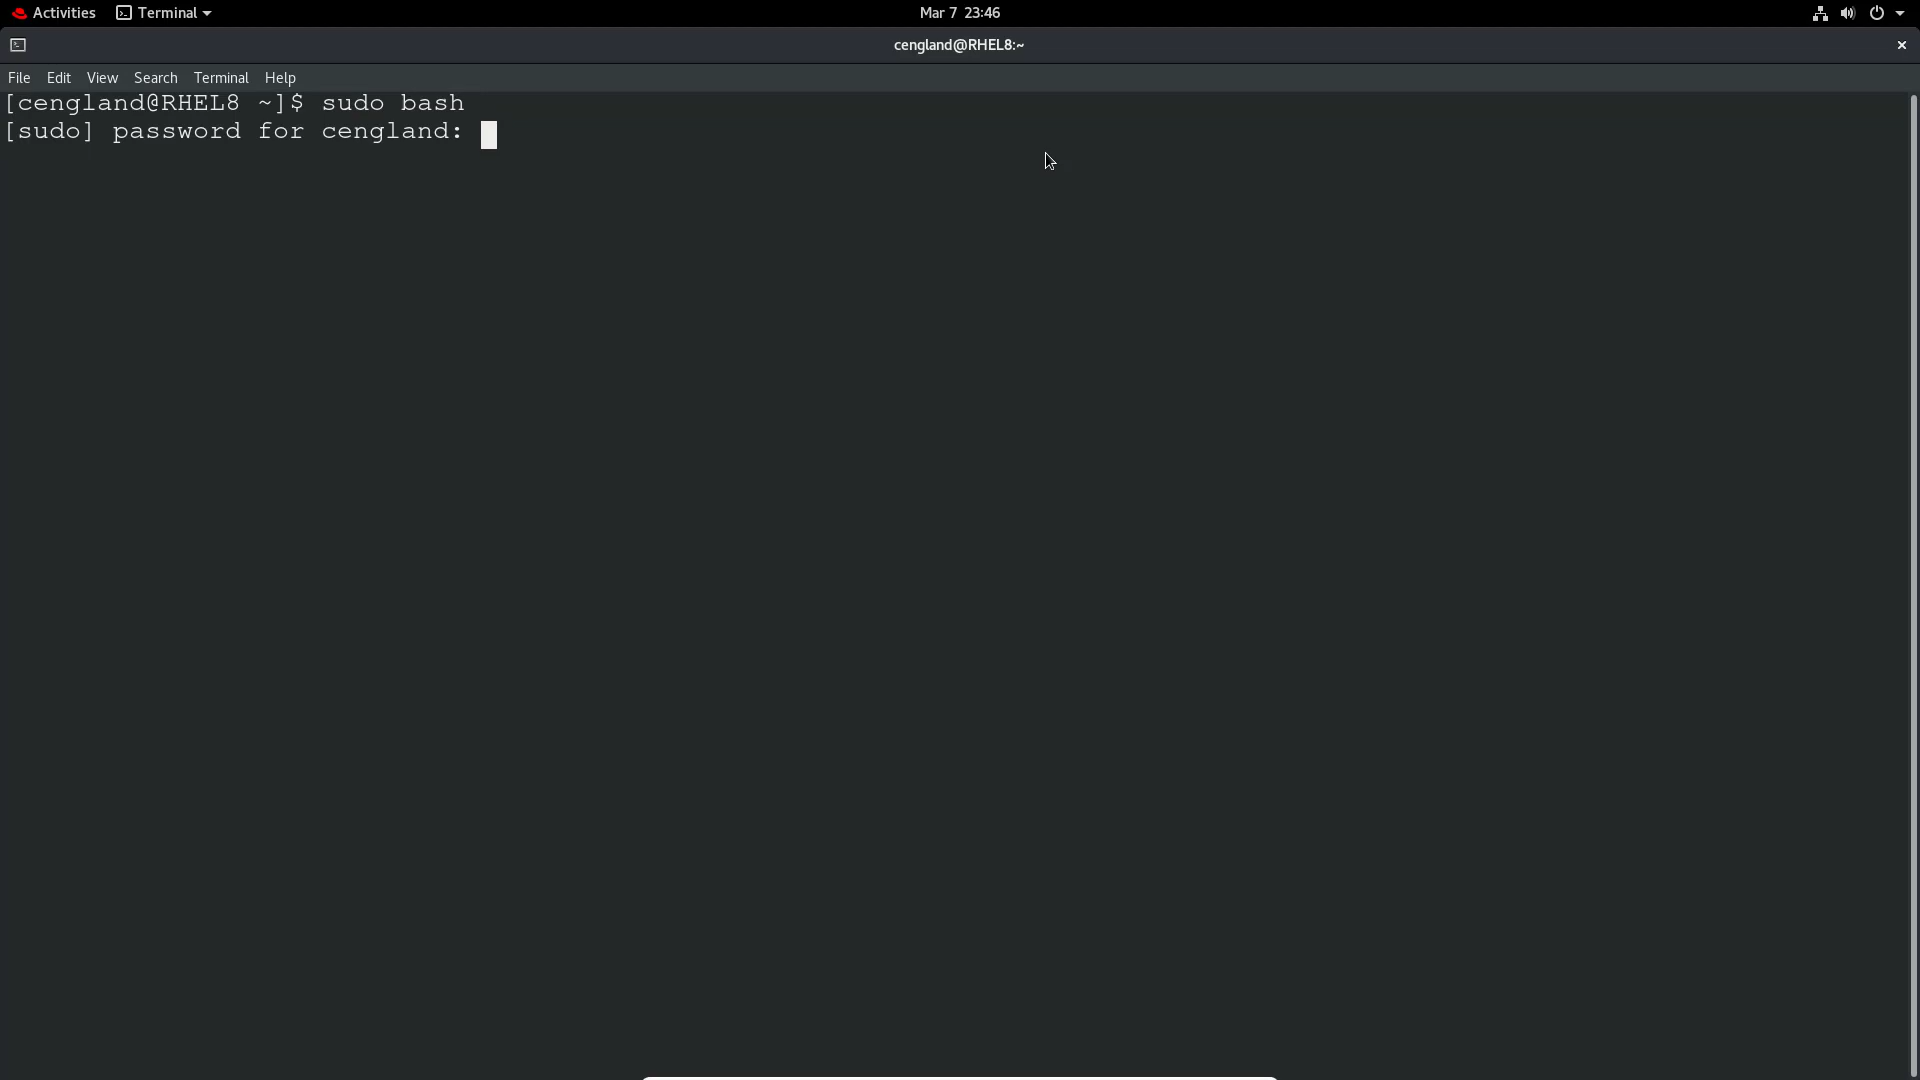 Activities Terminal Mar 7 23:46
cengland@RHEL8:~
File Edit View Search Terminal Help
[cengland@RHEL8 ~]$ sudo bash
[sudo] password for cengland: